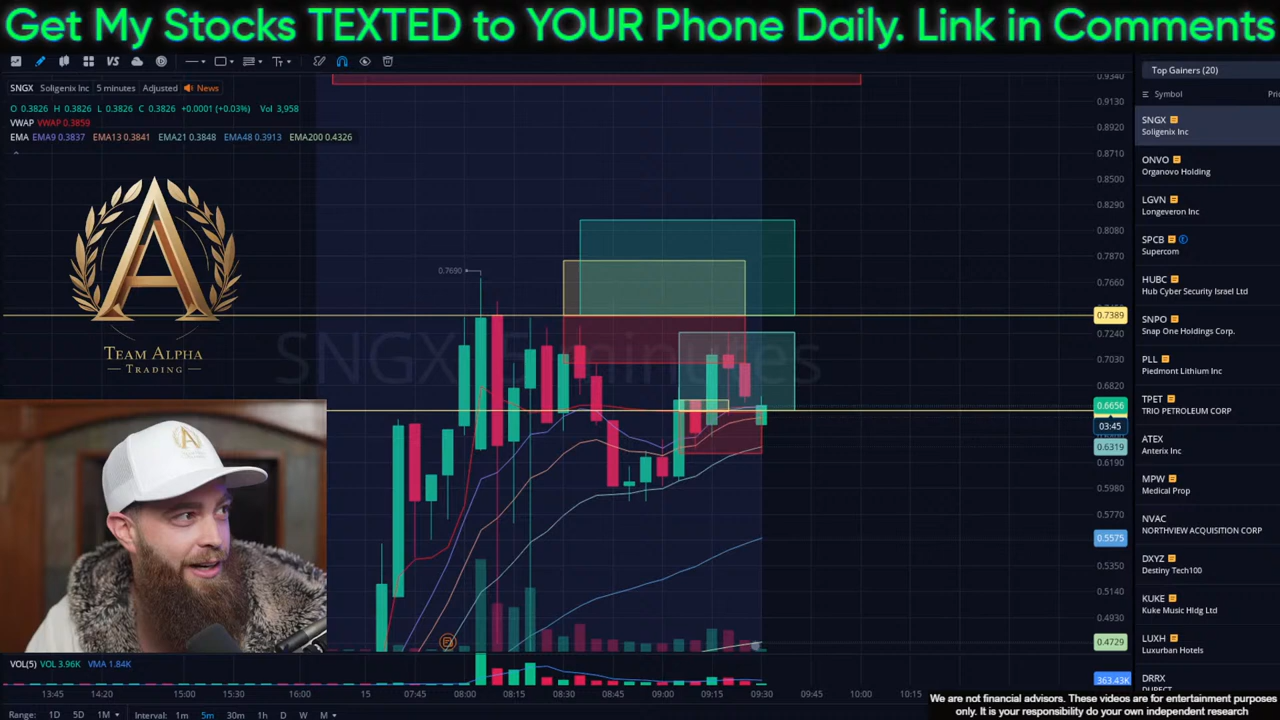 Get My Stocks TEXTED to YOUR Phone Daily. Link in Comments
VS
SNGX Soligenix Inc 5 minutes Adjusted News
O 0.3826 H 0.3826 L 0.3826 C 0.3826 +0.0001 (+0.03%) Vol 3,958
VWAP VWAP 0.3859
EMA EMA9 0.3837 EMA13 0.3841 EMA21 0.3848 EMA48 0.3913 EMA200 0.4326
A
TEAM ALPHA
TRADING
0.7690
0.9340
0.9130
0.8920
0.8710
0.8500
0.8290
0.8080
0.7870
0.7660
0.7389
0.7240
0.7030
0.6820
0.6656
03:45
0.6319
0.6190
0.5980
0.5770
0.5575
0.5350
0.5140
0.4930
0.4729
363.43K
Top Gainers (20)
Symbol
SNGX
Soligenix Inc
ONVO
Organovo Holding
LGVN
Longeveron Inc
SPCB
Supercom
HUBC
Hub Cyber Security Israel Ltd
SNPO
Snap One Holdings Corp.
PLL
Piedmont Lithium Inc
TPET
TRIO PETROLEUM CORP
ATEX
Anterix Inc
MPW
Medical Prop
NVAC
NORTHVIEW ACQUISITION CORP
DXYZ
Destiny Tech100
KUKE
Kuke Music Hldg Ltd
LUXH
Luxurban Hotels
DRRX
VOL(5) VOL 3.96K VMA 1.84K
13:45 14:20 15:00 15:30 16:00 15 07:45 08:00 08:15 08:30 08:45 09:00 09:15 09:30 09:45 10:00 10:15
Range: 1D 5D 1M Interval: 1m 5m 30m 1h D W M
We are not financial advisors. These videos are for entertainment purposes
only. It is your responsibility do your own independent research